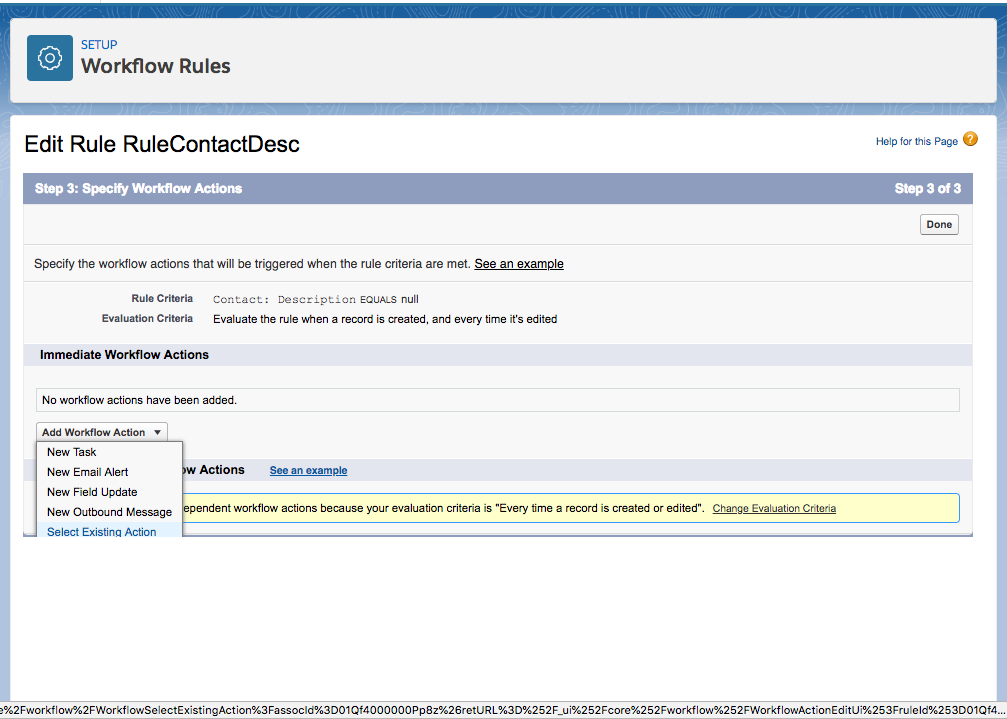 SETUP
Workflow Rules
Edit Rule RuleContactDesc
Help for this Page ?
Step 3: Specify Workflow Actions Step 3 of 3
Done
Specify the workflow actions that will be triggered when the rule criteria are met. See an example
Rule Criteria Contact: Description EQUALS null
Evaluation Criteria Evaluate the rule when a record is created, and every time it's edited
Immediate Workflow Actions
No workflow actions have been added.
Add Workflow Action
New Task
New Email Alert
ow Actions See an example
New Field Update
New Outbound Message
ependent workflow actions because your evaluation criteria is "Every time a record is created or edited". Change Evaluation Criteria
Select Existing Action
e%2Fworkflow%2FWorkflowSelectExistingAction%3FassocId%3D01Qf4000000Pp8z%26retURL%3D%252F_ui%252Fcore%252Fworkflow%252FWorkflowActionEditUi%253FruleId%253D01Qf4...